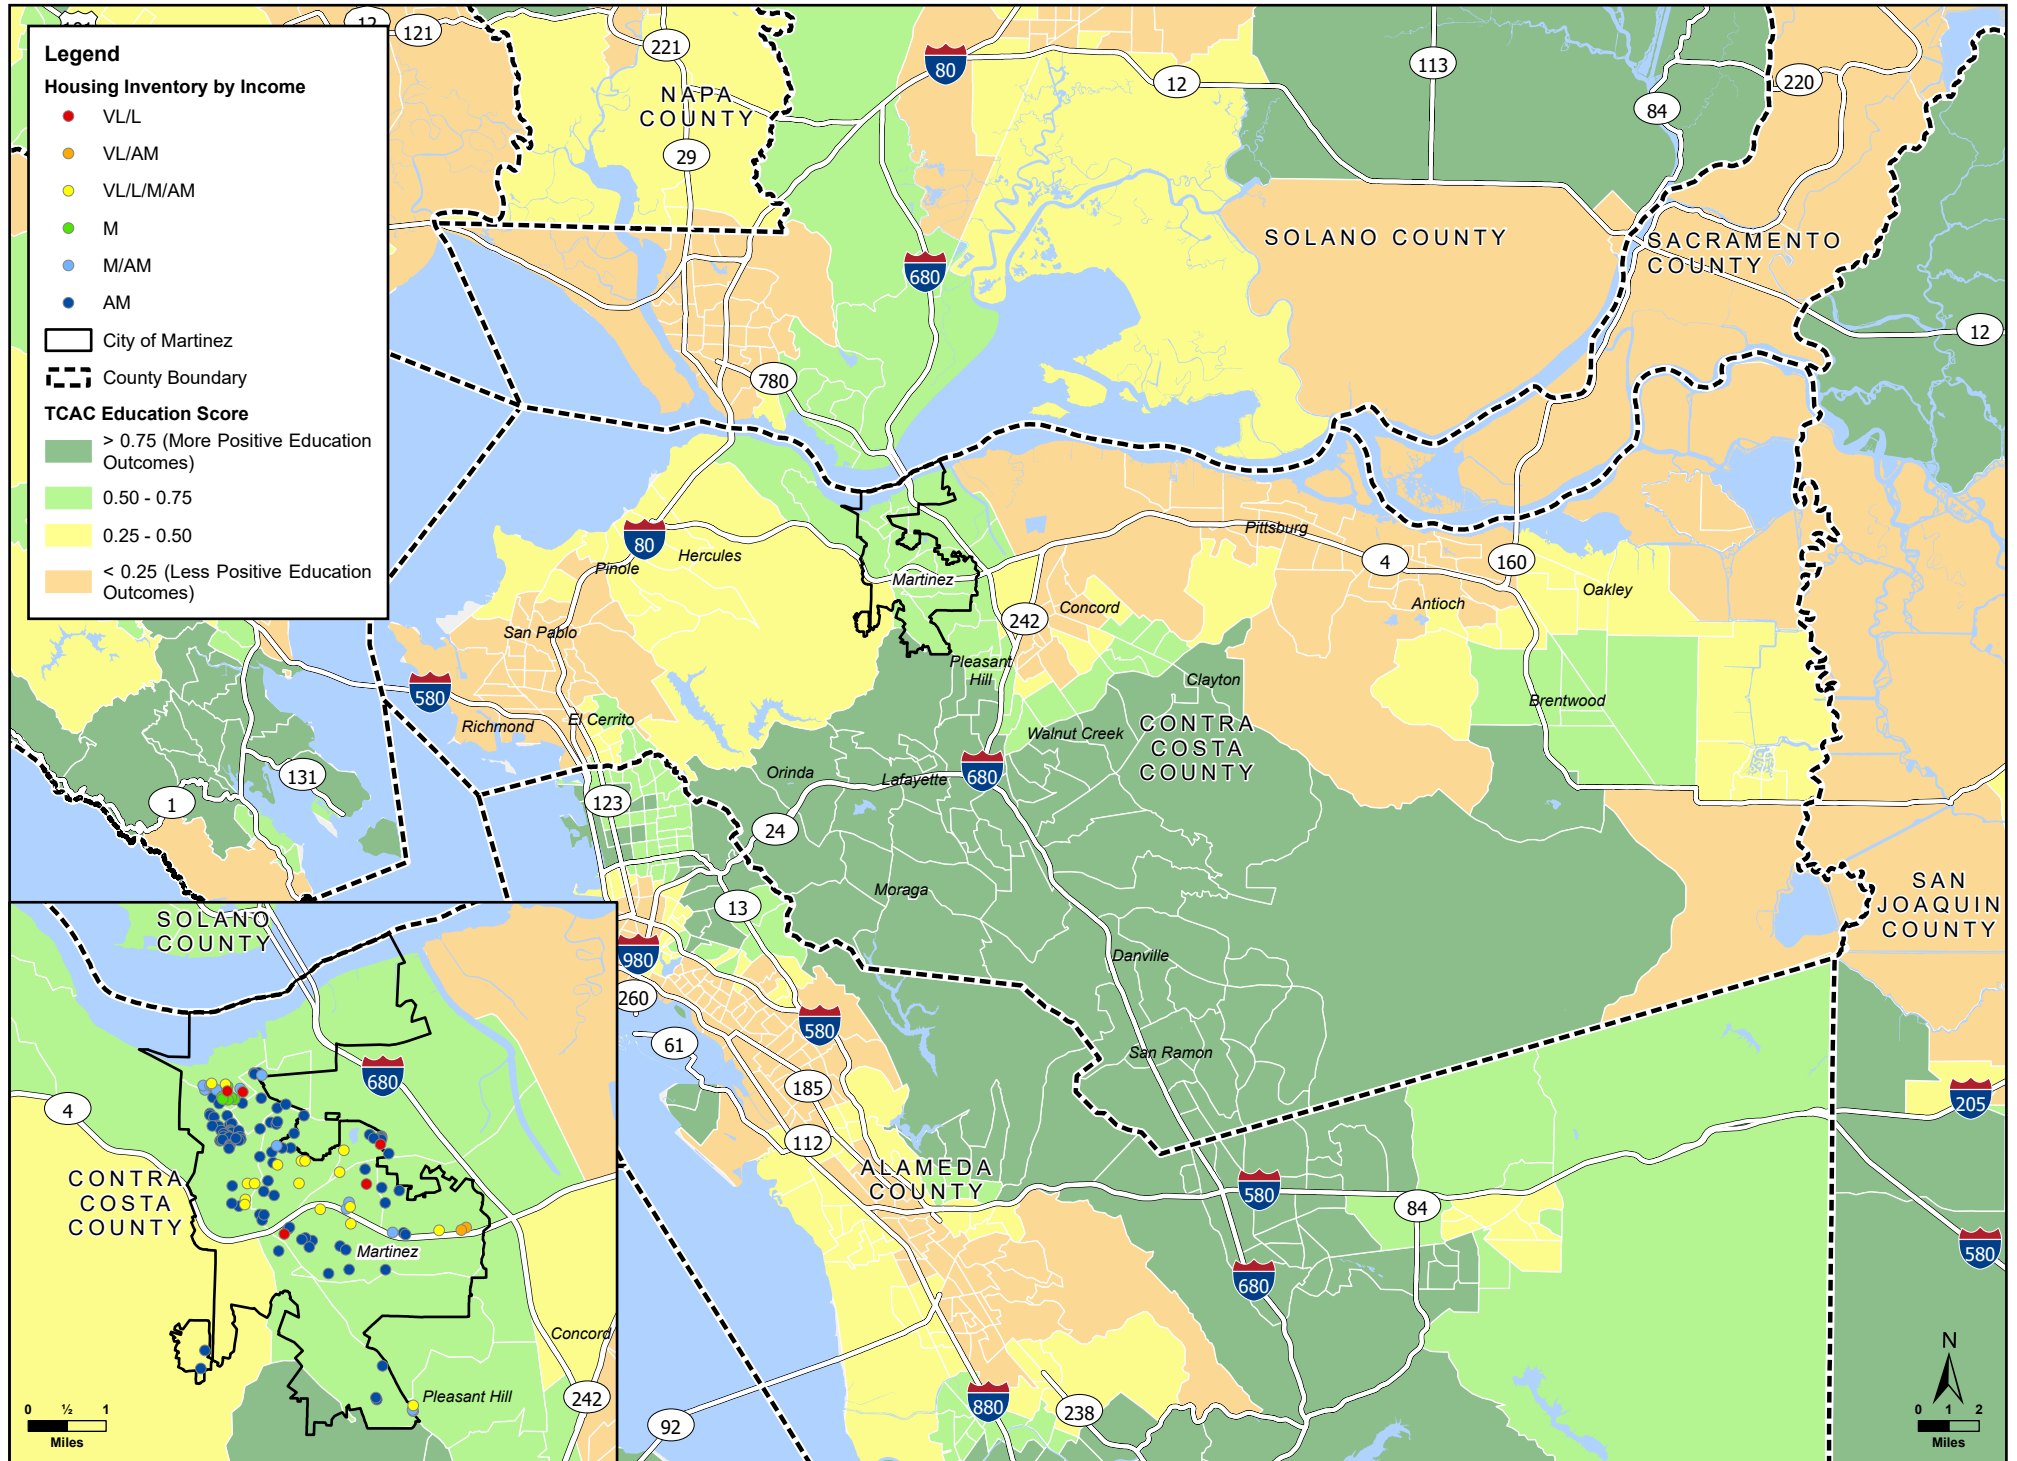 Legend
Housing Inventory by Income
VL/L
VL/AM
VL/L/M/AM
M
M/AM
AM
City of Martinez
County Boundary
TCAC Education Score
> 0.75 (More Positive Education
Outcomes)
0.50 - 0.75
0.25 - 0.50
< 0.25 (Less Positive Education
Outcomes)
12
121
221
80
12
113
84
220
NAPA
COUNTY
29
SOLANO COUNTY
SACRAMENTO
COUNTY
680
12
780
80
Hercules
Pinole
Pittsburg
4
160
Martinez
Concord
Antioch
Oakley
242
San Pablo
Pleasant
Hill
Clayton
580
Richmond
El Cerrito
Brentwood
Walnut Creek
CONTRA
COSTA
COUNTY
Orinda
Lafayette
680
131
1
123
24
Moraga
13
SAN
JOAQUIN
COUNTY
980
Danville
260
580
61
San Ramon
185
205
112
ALAMEDA
COUNTY
580
84
580
680
880
238
92
N
0 1 2
Miles
SOLANO
COUNTY
680
4
CONTRA
COSTA
COUNTY
Martinez
Concord
Pleasant Hill
242
0 ½ 1
Miles